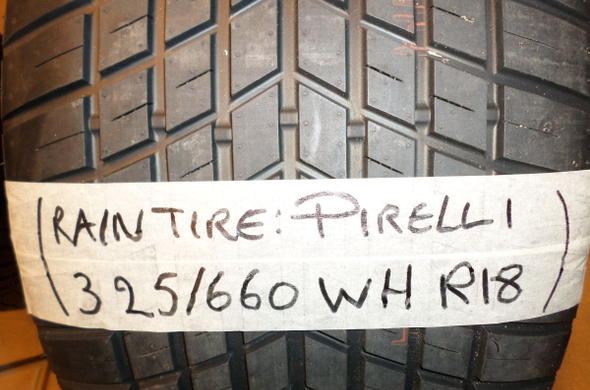 (RAIN TIRE: PIRELLI)
(325/660 WH R18)